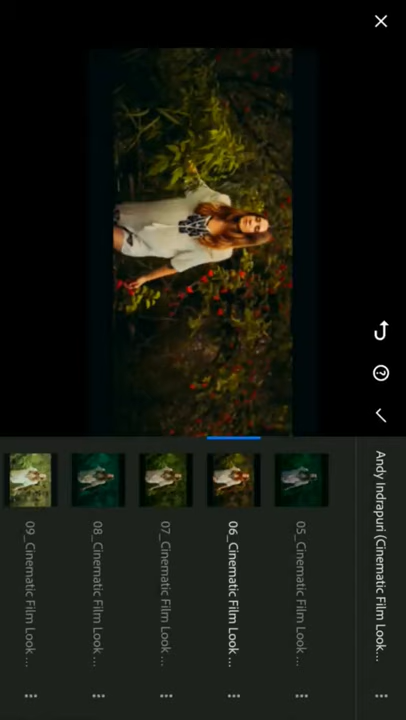 Andy Indrapuri (Cinematic Film Look...
05_Cinematic Film Look ...
06_Cinematic Film Look ...
07_Cinematic Film Look ...
08_Cinematic Film Look ...
09_Cinematic Film Look ...